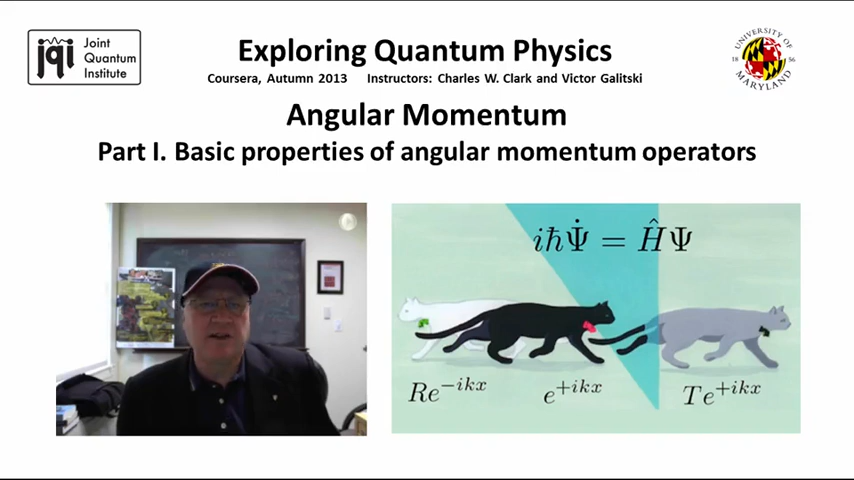 jqi
Joint
Quantum
Institute
Exploring Quantum Physics
Coursera, Autumn 2013 Instructors: Charles W. Clark and Victor Galitski
UNIVERSITY OF
18 56
MARYLAND
Angular Momentum
Part I. Basic properties of angular momentum operators
iħΨ̇ = ĤΨ
Re^{-ikx} e^{+ikx} Te^{+ikx}